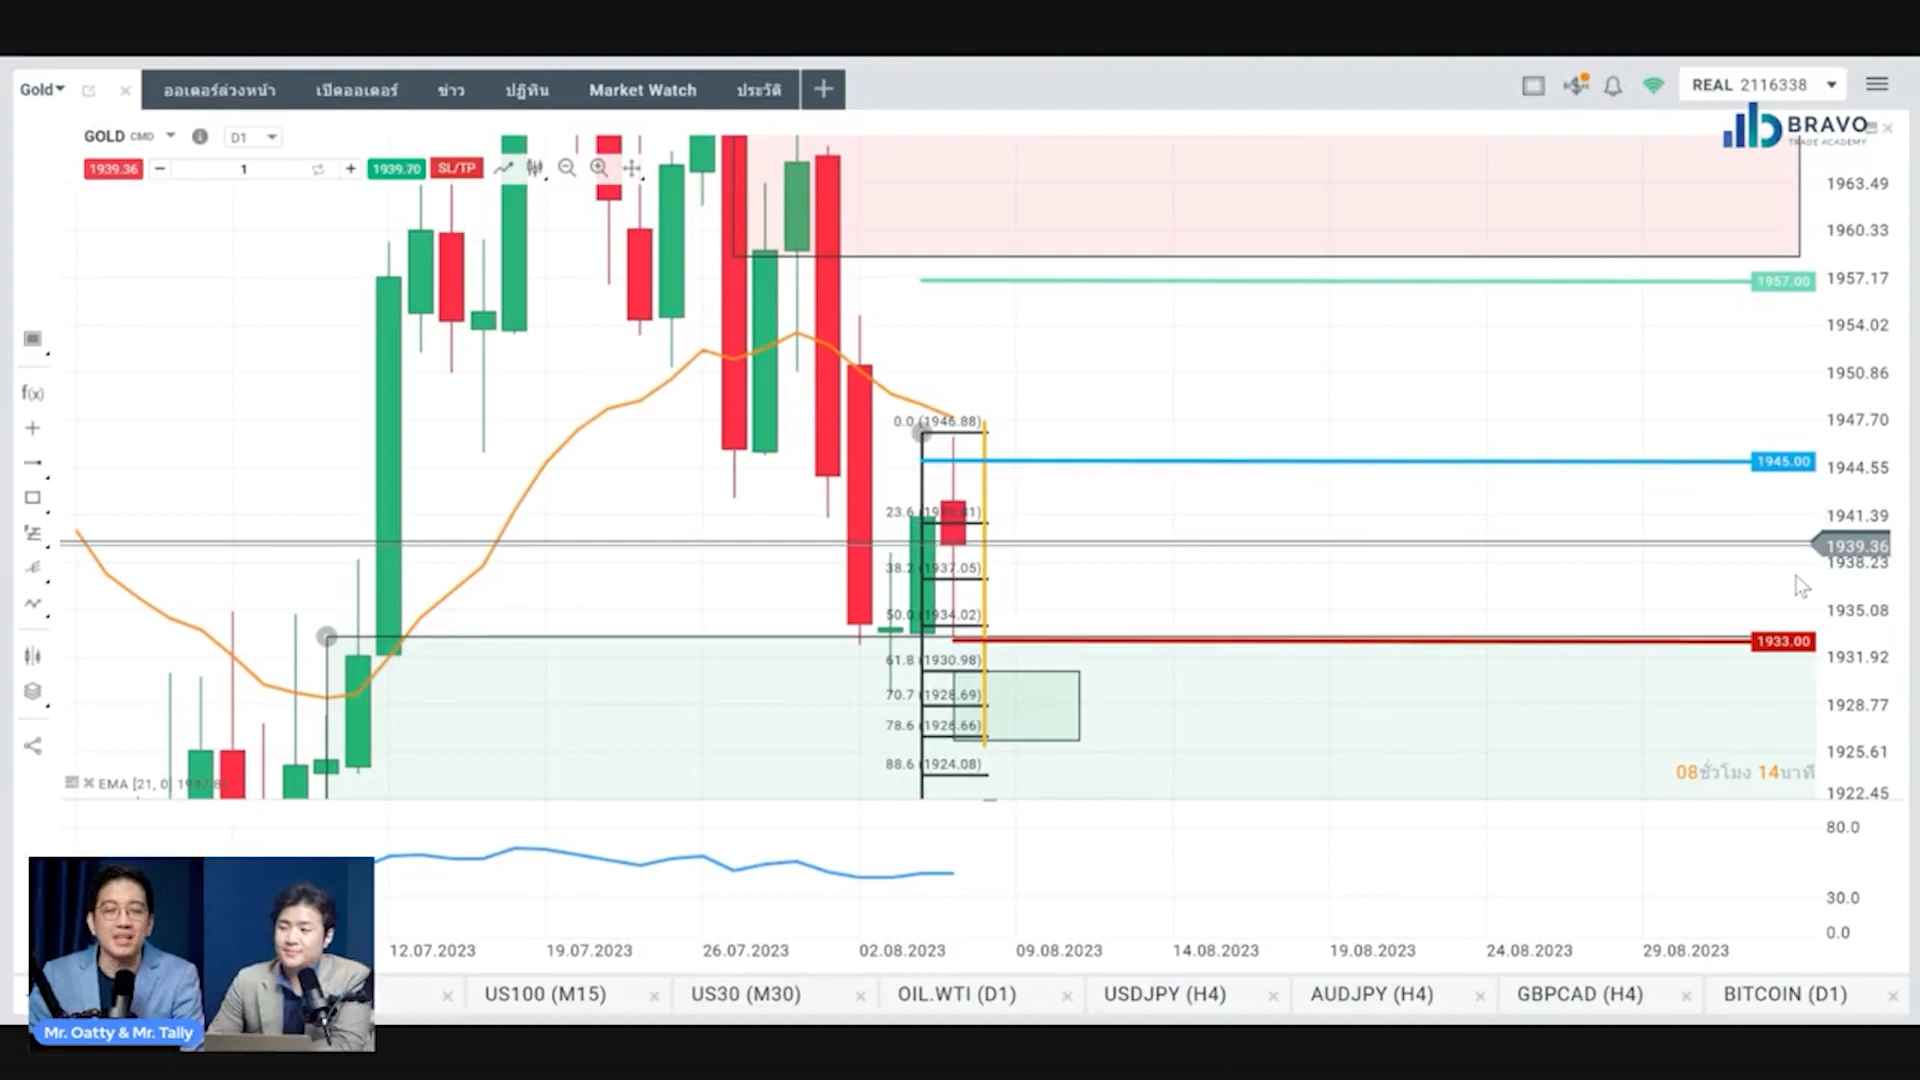 Gold
ออเดอร์ล่วงหน้า
เปิดออเดอร์
ข่าว
ปฏิทิน
Market Watch
ประวัติ
REAL 2116338
BRAVO
TRADE ACADEMY
GOLD CMD
D1
1939.36
1
1939.70
SL/TP
1963.49
1960.33
1957.00
1957.17
1954.02
1950.86
0.0 (1946.88)
1947.70
1945.00
1944.55
1941.39
1939.36
38.2 (1937.05)
1938.23
50.0 (1934.02)
1935.08
1933.00
61.8 (1930.98)
1931.92
70.7 (1928.69)
1928.77
78.6 (1926.66)
1925.61
88.6 (1924.08)
08ชั่วโมง 14นาที
EMA [21, 0]
1922.45
f(x)
80.0
30.0
0.0
12.07.2023
19.07.2023
26.07.2023
02.08.2023
09.08.2023
14.08.2023
19.08.2023
24.08.2023
29.08.2023
US100 (M15)
US30 (M30)
OIL.WTI (D1)
USDJPY (H4)
AUDJPY (H4)
GBPCAD (H4)
BITCOIN (D1)
Mr. Oatty & Mr. Tally